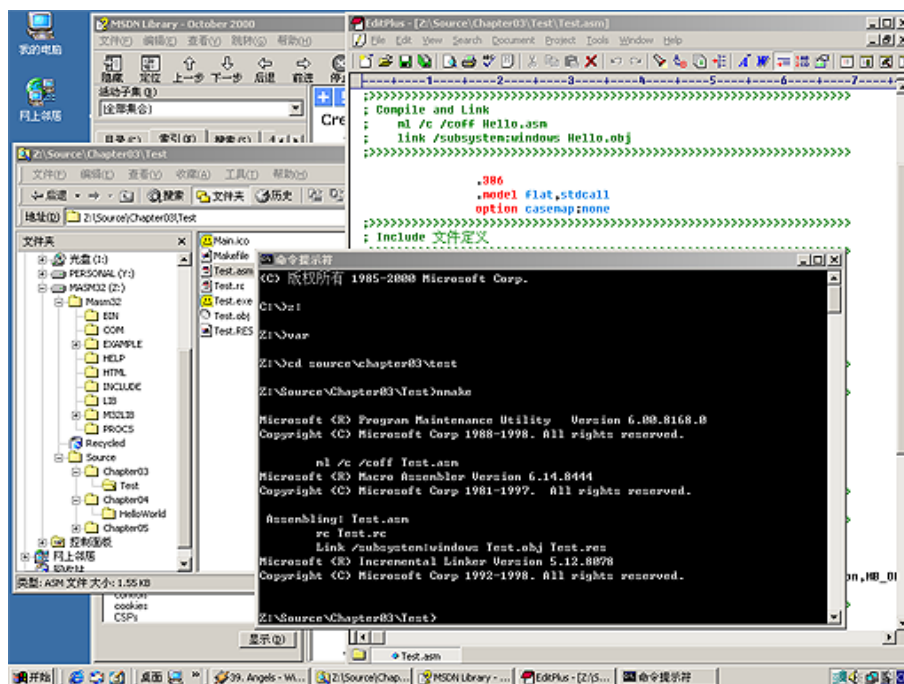 我的电脑
网上邻居
MSDN Library - October 2000
文件(F) 编辑(E) 查看(V) 跳转(G) 帮助(H)
隐藏 定位 上一步 下一步 后退 前进
活动子集(Q)
(全部集合)
目录(C) 索引(N) 搜索(S)
Cre
EditPlus - [Z:\Source\Chapter03\Test\Test.asm]
File Edit View Search Document Project Tools Window Help
----+----1----+----2----+----3----+----4----+----5----+----6----+----7----+
; Compile and Link
; ml /c /coff Hello.asm
; link /subsystem:windows Hello.obj
.386
.model flat,stdcall
option casemap:none
; Include 文件定义
Z:\Source\Chapter03\Test
文件(F) 编辑(E) 查看(V) 收藏(A) 工具(T) 帮助(H)
后退 搜索 文件夹 历史
地址(D) Z:\Source\Chapter03\Test
文件夹
光盘 (I:)
PERSONAL (Y:)
MASM32 (Z:)
Masm32
BIN
COM
EXAMPLE
HELP
HTML
INCLUDE
LIB
M32LIB
PROCS
Recycled
Source
Chapter03
Test
Chapter04
HelloWorld
Chapter05
控制面板
网上邻居
Main.ico
Makefile
Test.asm
Test.rc
Test.exe
Test.obj
Test.RES
类型: ASM 文件 大小: 1.55 KB
cookies
CSPs
显示(D)
命令提示符
(C) 版权所有 1985-2000 Microsoft Corp.
C:\>z:
Z:\>var
Z:\>cd source\chapter03\test
Z:\Source\Chapter03\Test>nmake
Microsoft (R) Program Maintenance Utility Version 6.00.8168.0
Copyright (C) Microsoft Corp 1988-1998. All rights reserved.
ml /c /coff Test.asm
Microsoft (R) Macro Assembler Version 6.14.8444
Copyright (C) Microsoft Corp 1981-1997. All rights reserved.
Assembling: Test.asm
rc Test.rc
Link /subsystem:windows Test.obj Test.res
Microsoft (R) Incremental Linker Version 5.12.8078
Copyright (C) Microsoft Corp 1992-1998. All rights reserved.
Z:\Source\Chapter03\Test>
Test.asm
开始 桌面 » 39. Angels - Wi... Z:\Source\Chap... MSDN Library - ... EditPlus - [Z:\S... 命令提示符